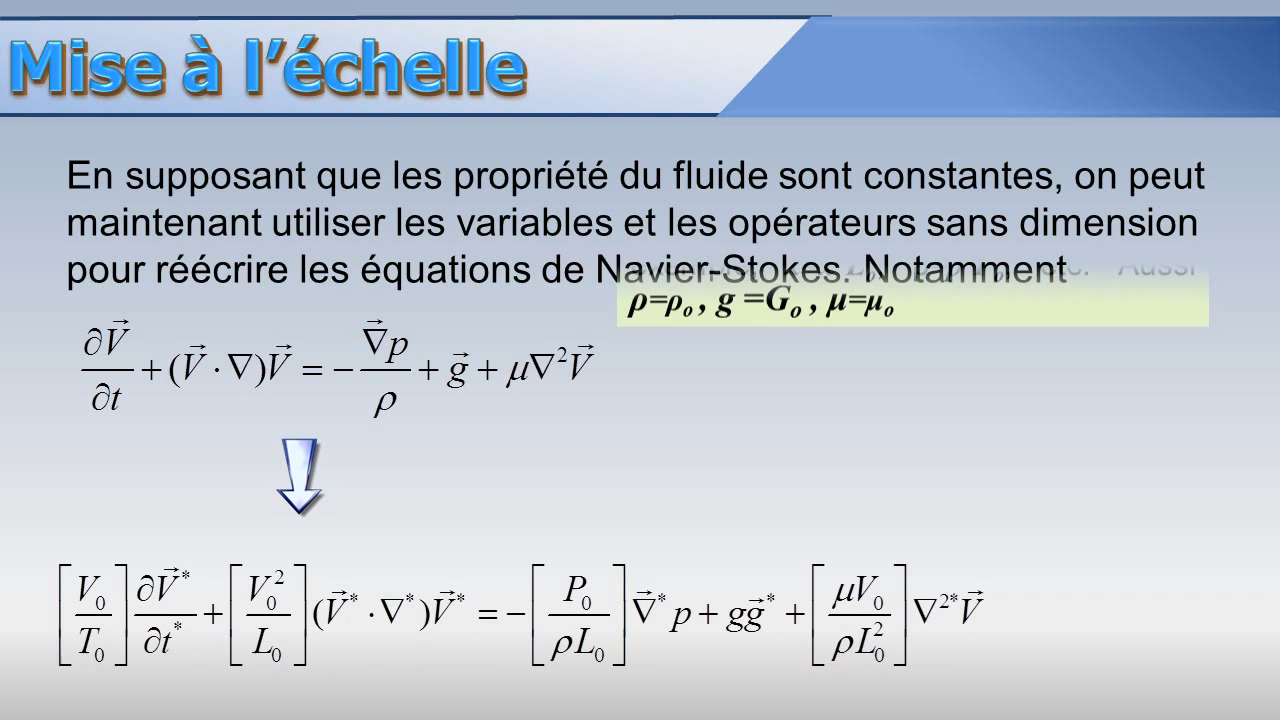 Mise à l’échelle
En supposant que les propriété du fluide sont constantes, on peut
maintenant utiliser les variables et les opérateurs sans dimension
pour réécrire les équations de Navier-Stokes. Notamment
Aussi
ρ=ρₒ , g =Gₒ , μ=μₒ
∂V⃗/∂t + (V⃗ · ∇)V⃗ = − ∇⃗p/ρ + g⃗ + μ∇²V⃗
[V₀/T₀] ∂V⃗*/∂t* + [V₀²/L₀] (V⃗* · ∇*)V⃗* = − [P₀/ρL₀] ∇⃗* p + gg⃗* + [μV₀/ρL₀²] ∇²* V⃗